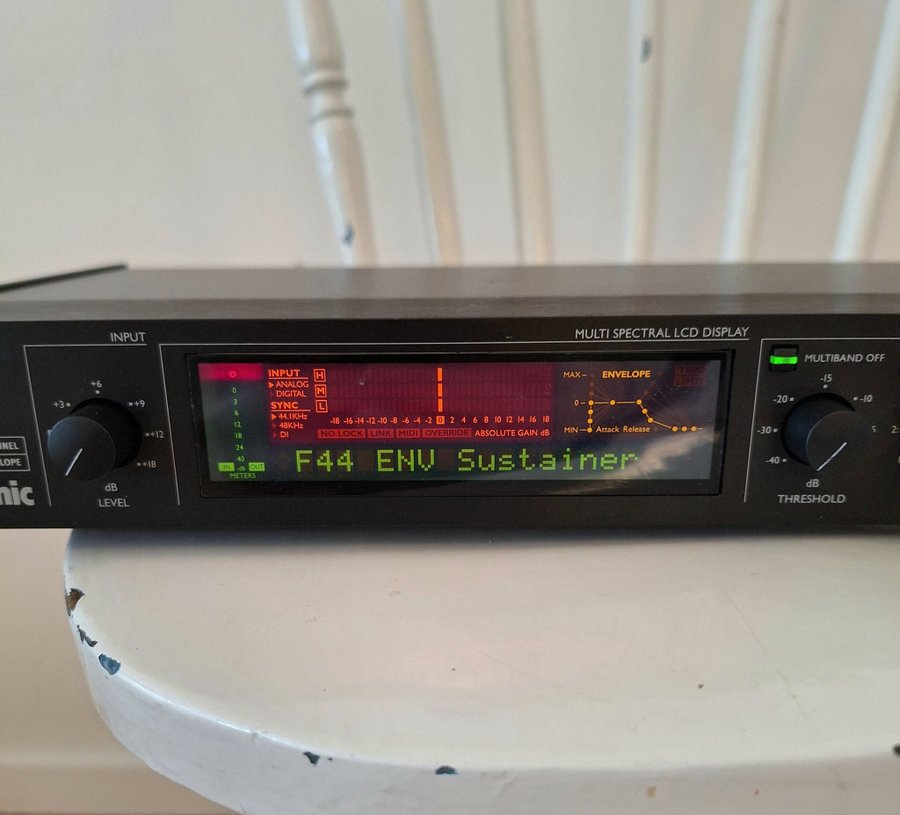 INPUT
+6
+3 +9
+12
+18
dB
LEVEL
MULTI SPECTRAL LCD DISPLAY
0
0
3
6
12
18
24
40
IN dB OUT
METERS
INPUT H
ANALOG
DIGITAL M
SYNC L
44.1KHz
48KHz
DI
-18 -16 -14 -12 -10 -8 -6 -4 -2 0 2 4 6 8 10 12 14 16 18
NO LOCK LINK MIDI OVERRIDE ABSOLUTE GAIN dB
MAX ENVELOPE
0
MIN Attack Release
F44 ENV Sustainer
MULTIBAND OFF
-15
-20 -10
-30
-40
dB
THRESHOLD